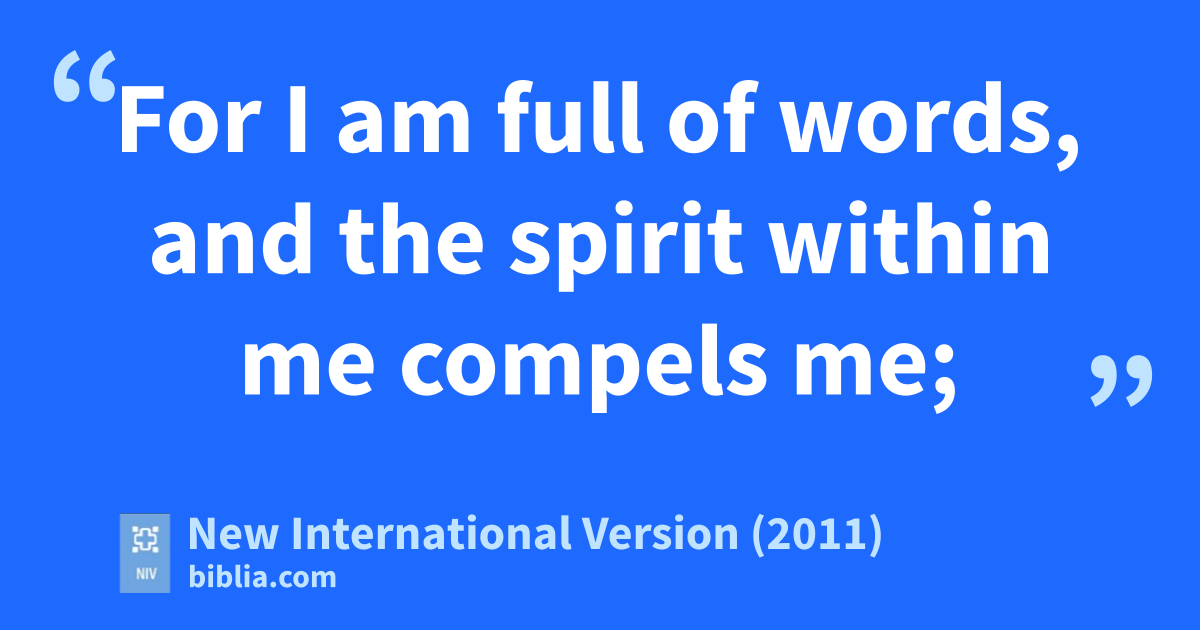 “For I am full of words,
and the spirit within
me compels me;”
New International Version (2011)
NIV
biblia.com